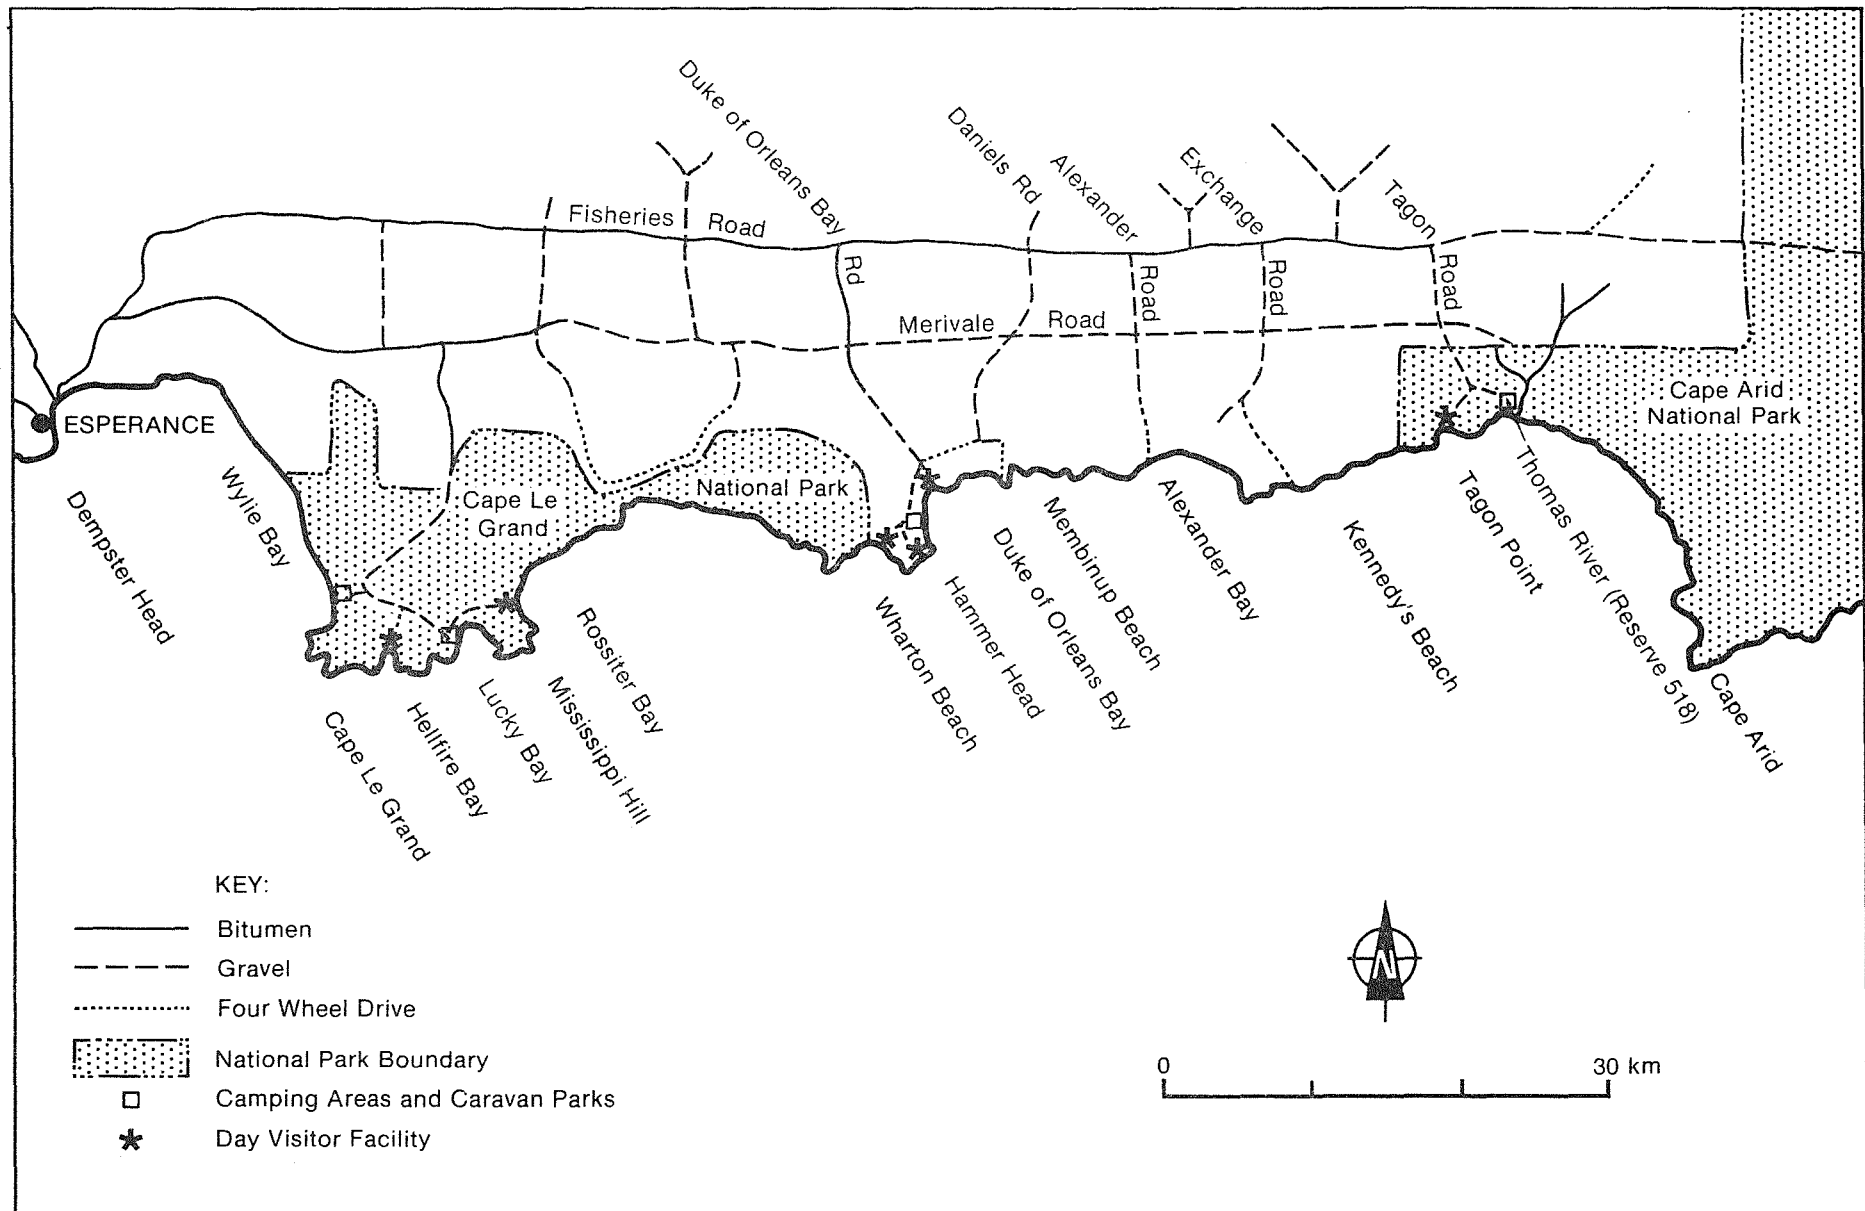 Duke of Orleans Bay
Rd
Daniels Rd
Alexander
Road
Exchange
Road
Tagon
Road
Fisheries Road
Merivale Road
ESPERANCE
Cape Arid
National Park
Cape Le
Grand
National Park
Dempster Head
Wylie Bay
Cape Le Grand
Hellfire Bay
Lucky Bay
Mississippi Hill
Rossiter Bay
Wharton Beach
Hammer Head
Duke of Orleans Bay
Membinup Beach
Alexander Bay
Kennedy's Beach
Tagon Point
Thomas River (Reserve 518)
Cape Arid
KEY:
Bitumen
Gravel
Four Wheel Drive
National Park Boundary
Camping Areas and Caravan Parks
Day Visitor Facility
N
0 30 km